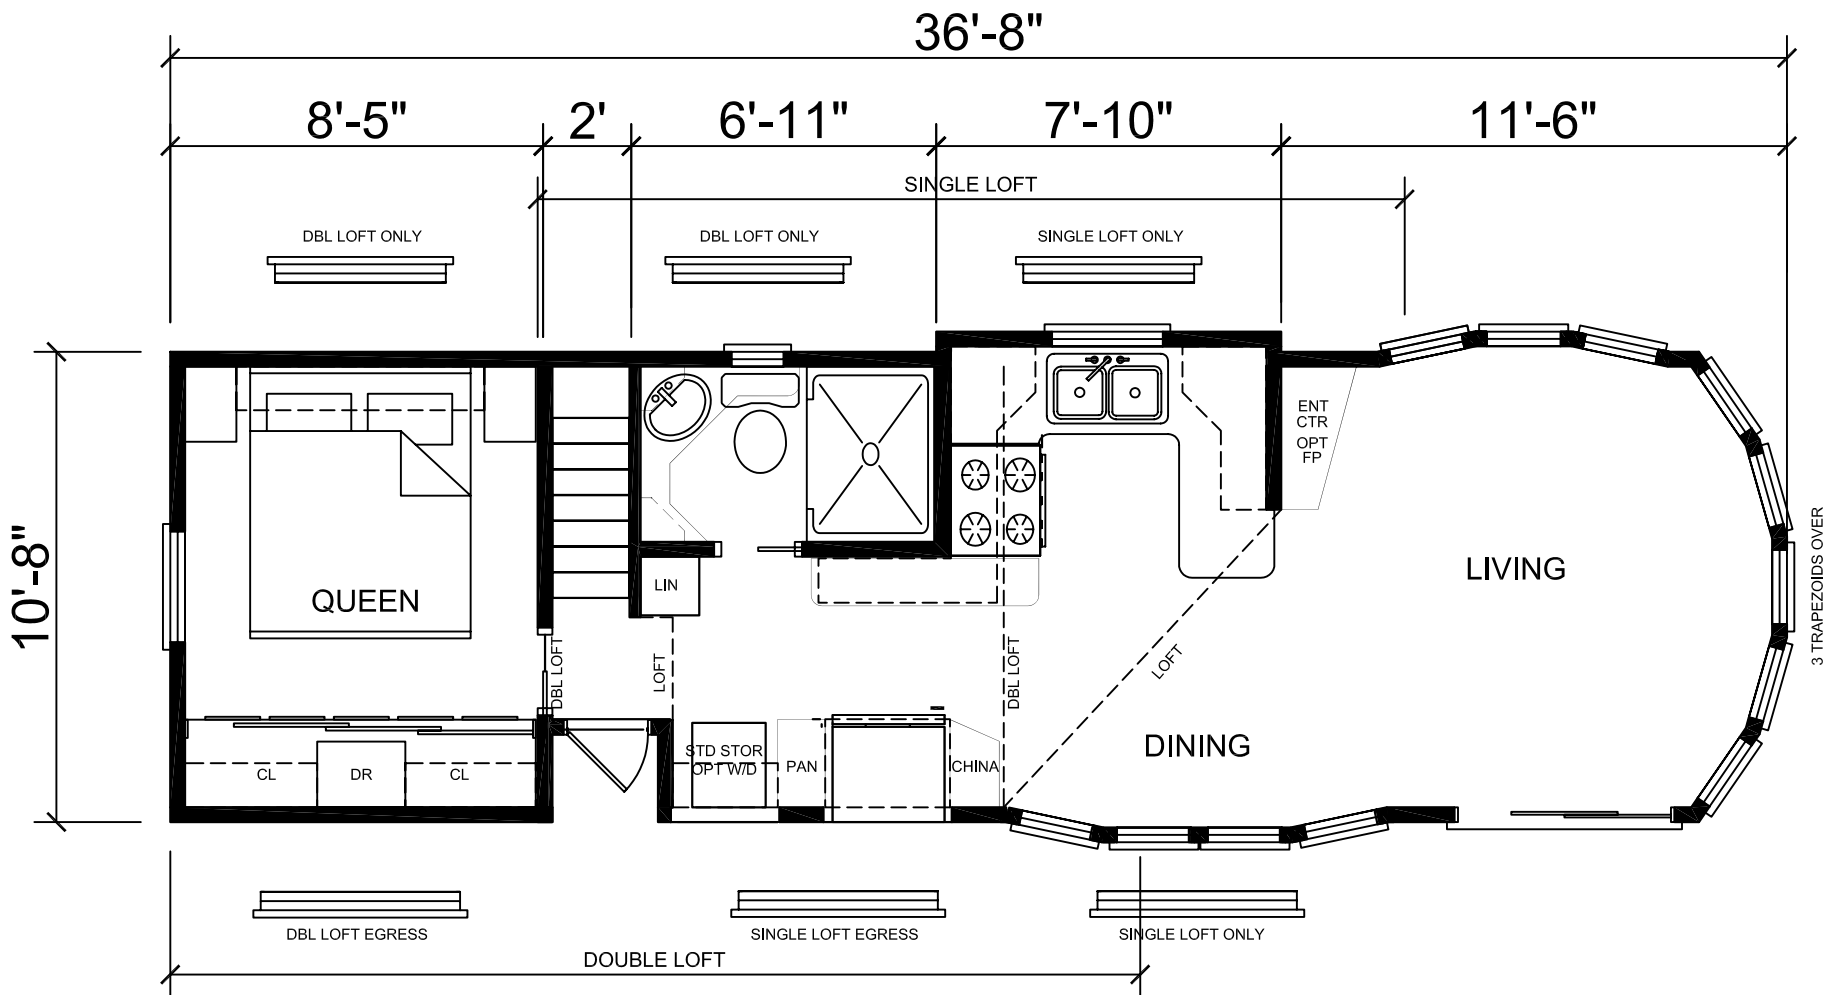 36'-8"
8'-5"
2'
6'-11"
7'-10"
11'-6"
SINGLE LOFT
DBL LOFT ONLY
DBL LOFT ONLY
SINGLE LOFT ONLY
10'-8"
ENT
CTR
OPT
FP
QUEEN
LIN
LIVING
3 TRAPEZOIDS OVER
DBL LOFT
LOFT
DBL LOFT
LOFT
DINING
CL
DR
CL
STD STOR
OPT W/D
PAN
CHINA
DBL LOFT EGRESS
SINGLE LOFT EGRESS
SINGLE LOFT ONLY
DOUBLE LOFT